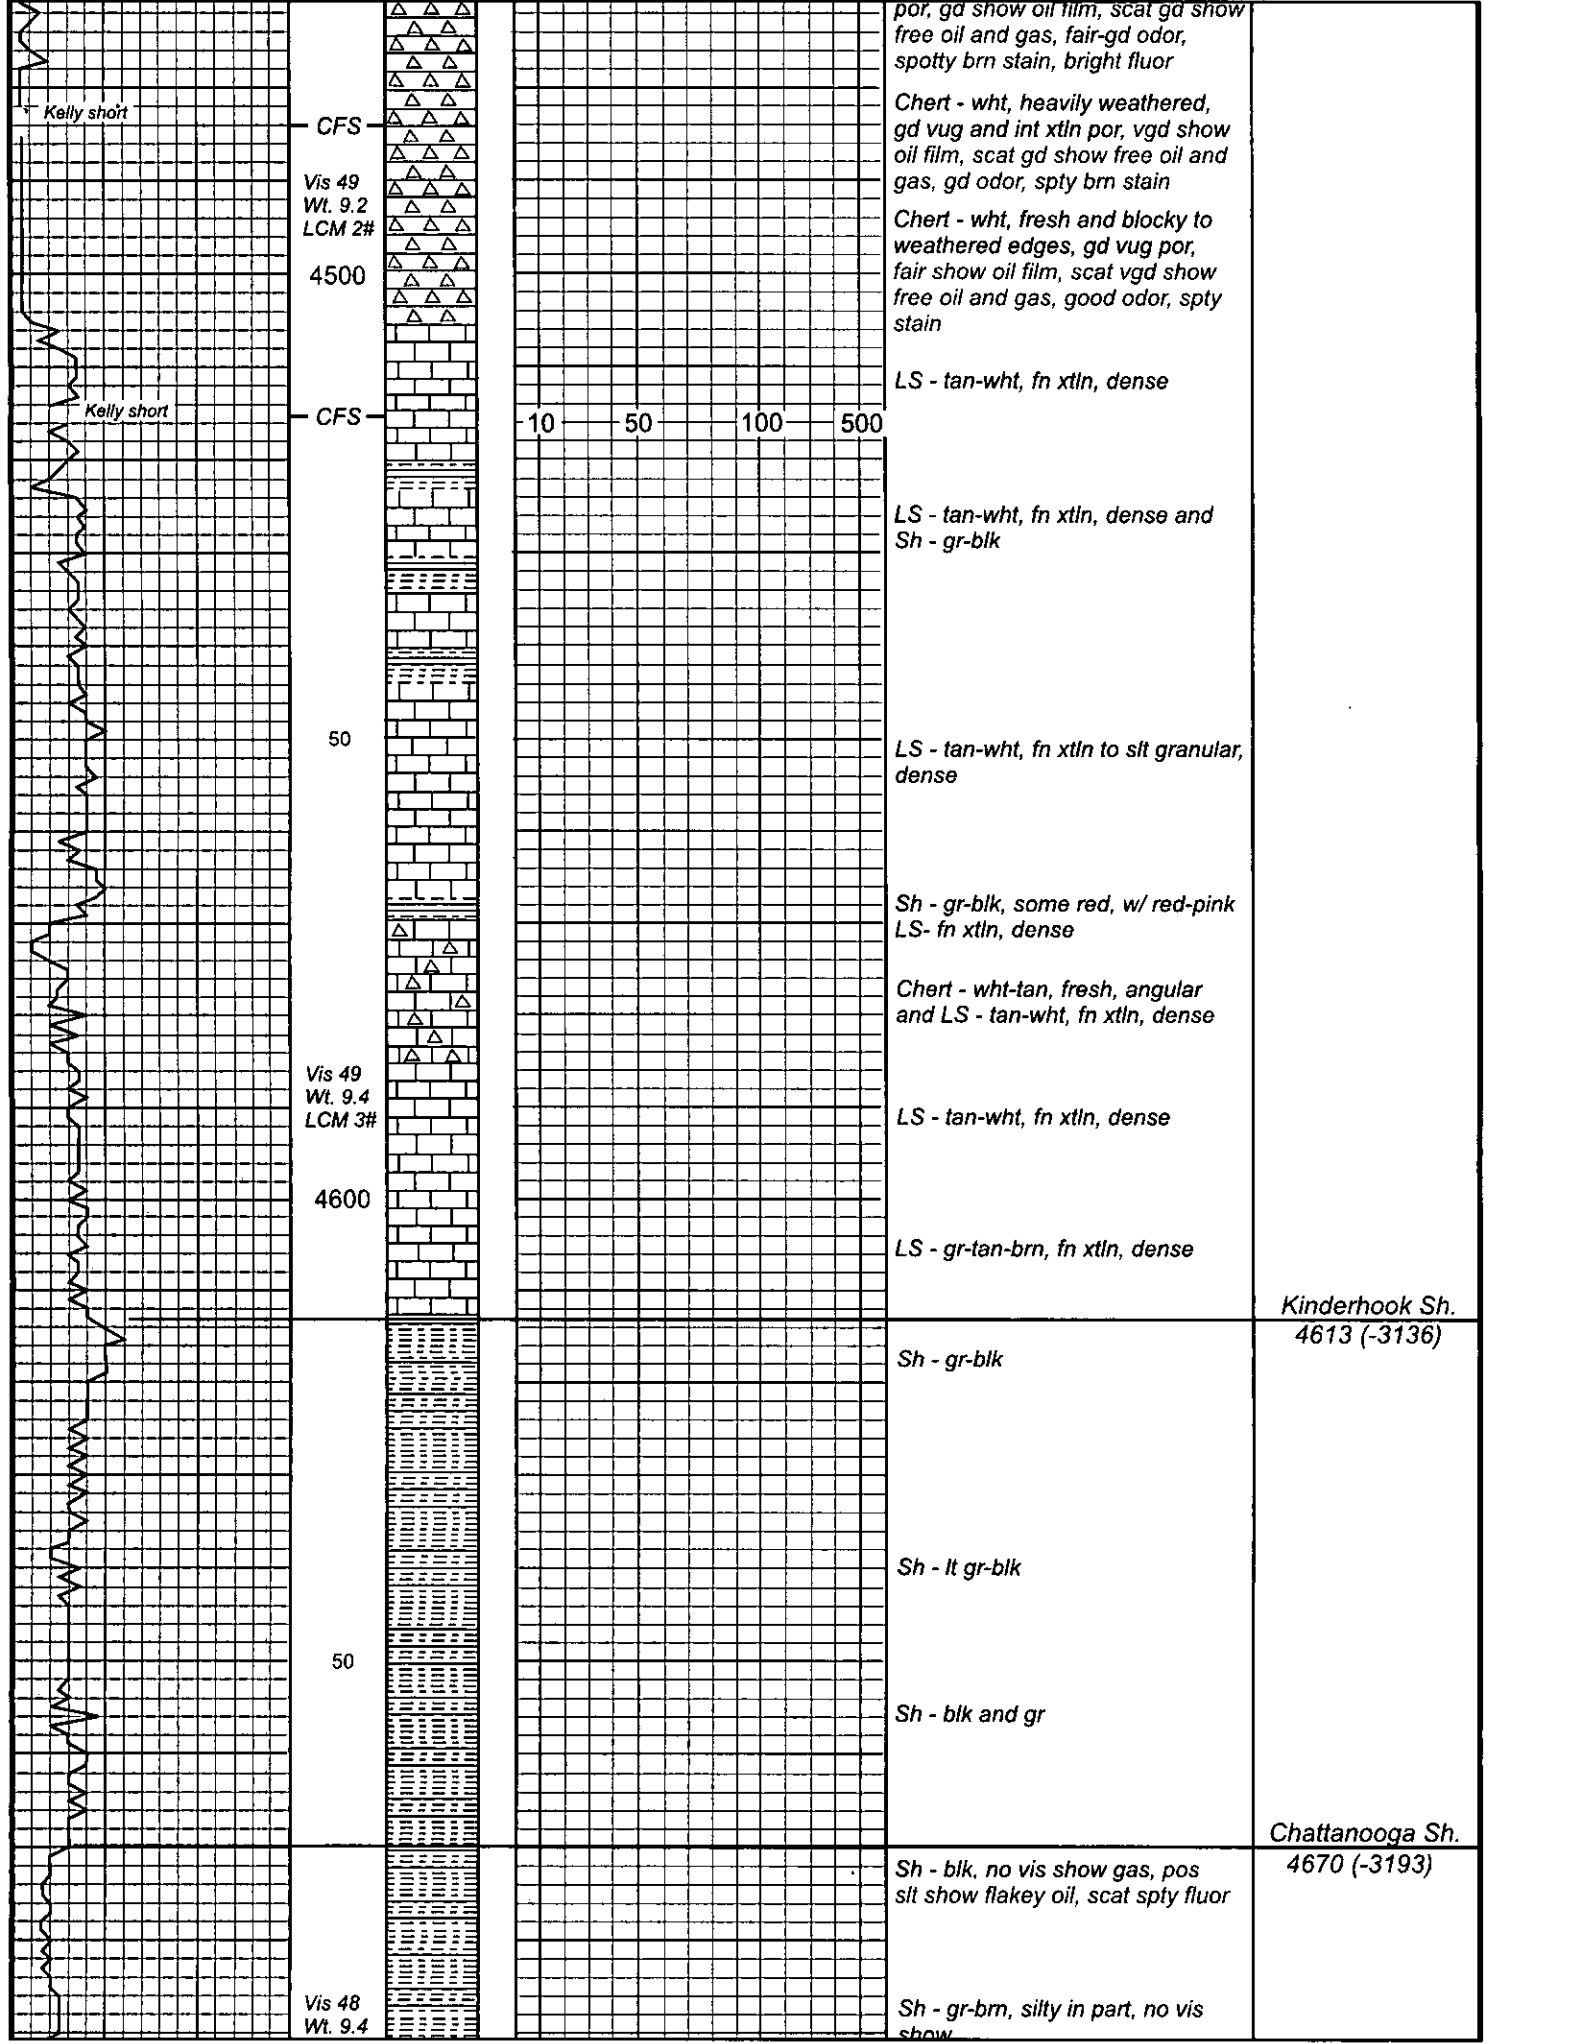 por, gd show oil film, scat gd show
free oil and gas, fair-gd odor,
spotty brn stain, bright fluor
Kelly short
CFS
Chert - wht, heavily weathered,
gd vug and int xtln por, vgd show
oil film, scat gd show free oil and
gas, gd odor, spty brn stain
Vis 49
Wt. 9.2
LCM 2#
Chert - wht, fresh and blocky to
weathered edges, gd vug por,
fair show oil film, scat vgd show
free oil and gas, good odor, spty
stain
4500
LS - tan-wht, fn xtln, dense
Kelly short
CFS
10 50 100 500
LS - tan-wht, fn xtln, dense and
Sh - gr-blk
50
LS - tan-wht, fn xtln to slt granular,
dense
Sh - gr-blk, some red, w/ red-pink
LS- fn xtln, dense
Chert - wht-tan, fresh, angular
and LS - tan-wht, fn xtln, dense
Vis 49
Wt. 9.4
LCM 3#
LS - tan-wht, fn xtln, dense
4600
LS - gr-tan-brn, fn xtln, dense
Kinderhook Sh.
4613 (-3136)
Sh - gr-blk
Sh - lt gr-blk
50
Sh - blk and gr
Chattanooga Sh.
4670 (-3193)
Sh - blk, no vis show gas, pos
slt show flakey oil, scat spty fluor
Vis 48
Wt. 9.4
Sh - gr-brn, silty in part, no vis
show